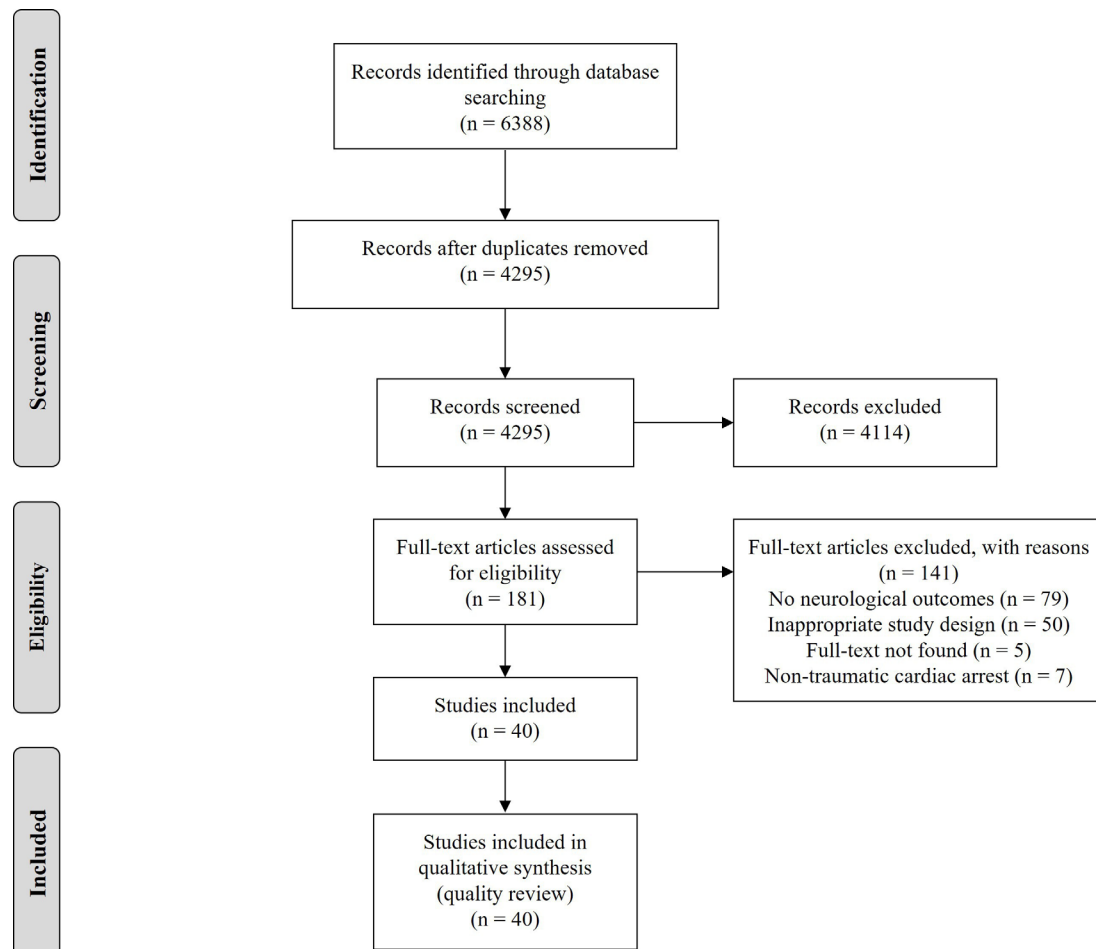 Identification
Records identified through database
searching
(n = 6388)
Records after duplicates removed
(n = 4295)
Screening
Records screened
(n = 4295)
Records excluded
(n = 4114)
Eligibility
Full-text articles assessed
for eligibility
(n = 181)
Full-text articles excluded, with reasons
(n = 141)
No neurological outcomes (n = 79)
Inappropriate study design (n = 50)
Full-text not found (n = 5)
Non-traumatic cardiac arrest (n = 7)
Studies included
(n = 40)
Included
Studies included in
qualitative synthesis
(quality review)
(n = 40)